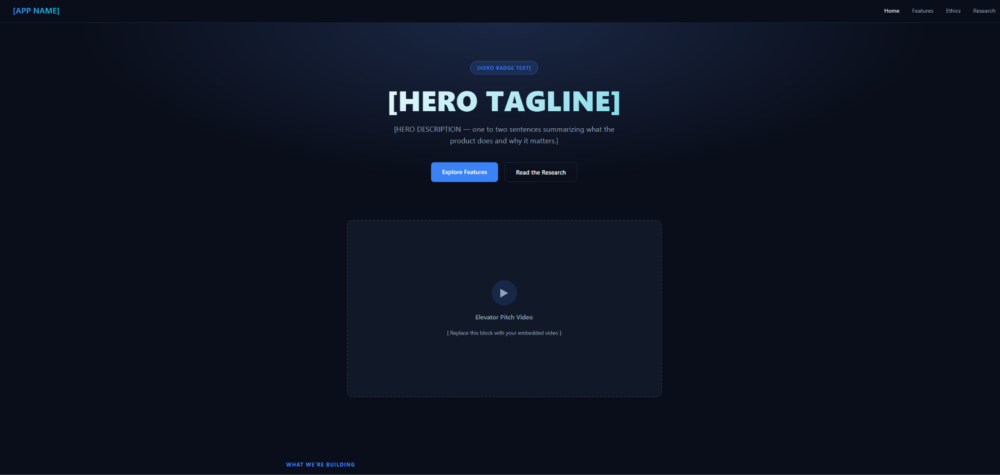 [APP NAME]
Home
Features
Ethics
Research
[HERO BADGE TEXT]
[HERO TAGLINE]
[HERO DESCRIPTION — one to two sentences summarizing what the
product does and why it matters.]
Explore Features
Read the Research
Elevator Pitch Video
[ Replace this block with your embedded video ]
WHAT WE'RE BUILDING